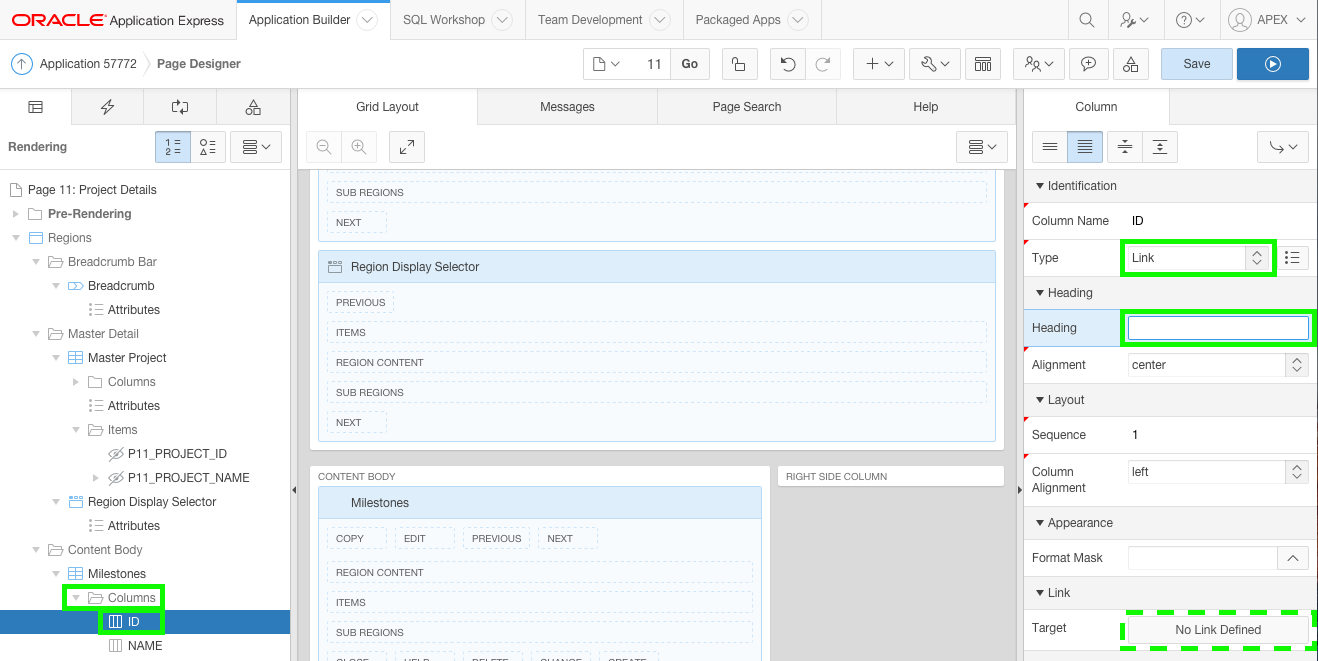 ORACLE Application Express
Application Builder
SQL Workshop
Team Development
Packaged Apps
APEX
Application 57772
Page Designer
11
Go
Save
Grid Layout
Messages
Page Search
Help
Column
Rendering
Page 11: Project Details
Pre-Rendering
Regions
Breadcrumb Bar
Breadcrumb
Attributes
Master Detail
Master Project
Columns
Attributes
Items
P11_PROJECT_ID
P11_PROJECT_NAME
Region Display Selector
Attributes
Content Body
Milestones
Columns
ID
NAME
SUB REGIONS
NEXT
Region Display Selector
PREVIOUS
ITEMS
REGION CONTENT
SUB REGIONS
NEXT
CONTENT BODY
RIGHT SIDE COLUMN
Milestones
COPY EDIT PREVIOUS NEXT
REGION CONTENT
ITEMS
SUB REGIONS
CLOSE HELP DELETE CHANGE CREATE
Identification
Column Name ID
Type Link
Heading
Heading
Alignment center
Layout
Sequence 1
Column left
Alignment
Appearance
Format Mask
Link
Target No Link Defined